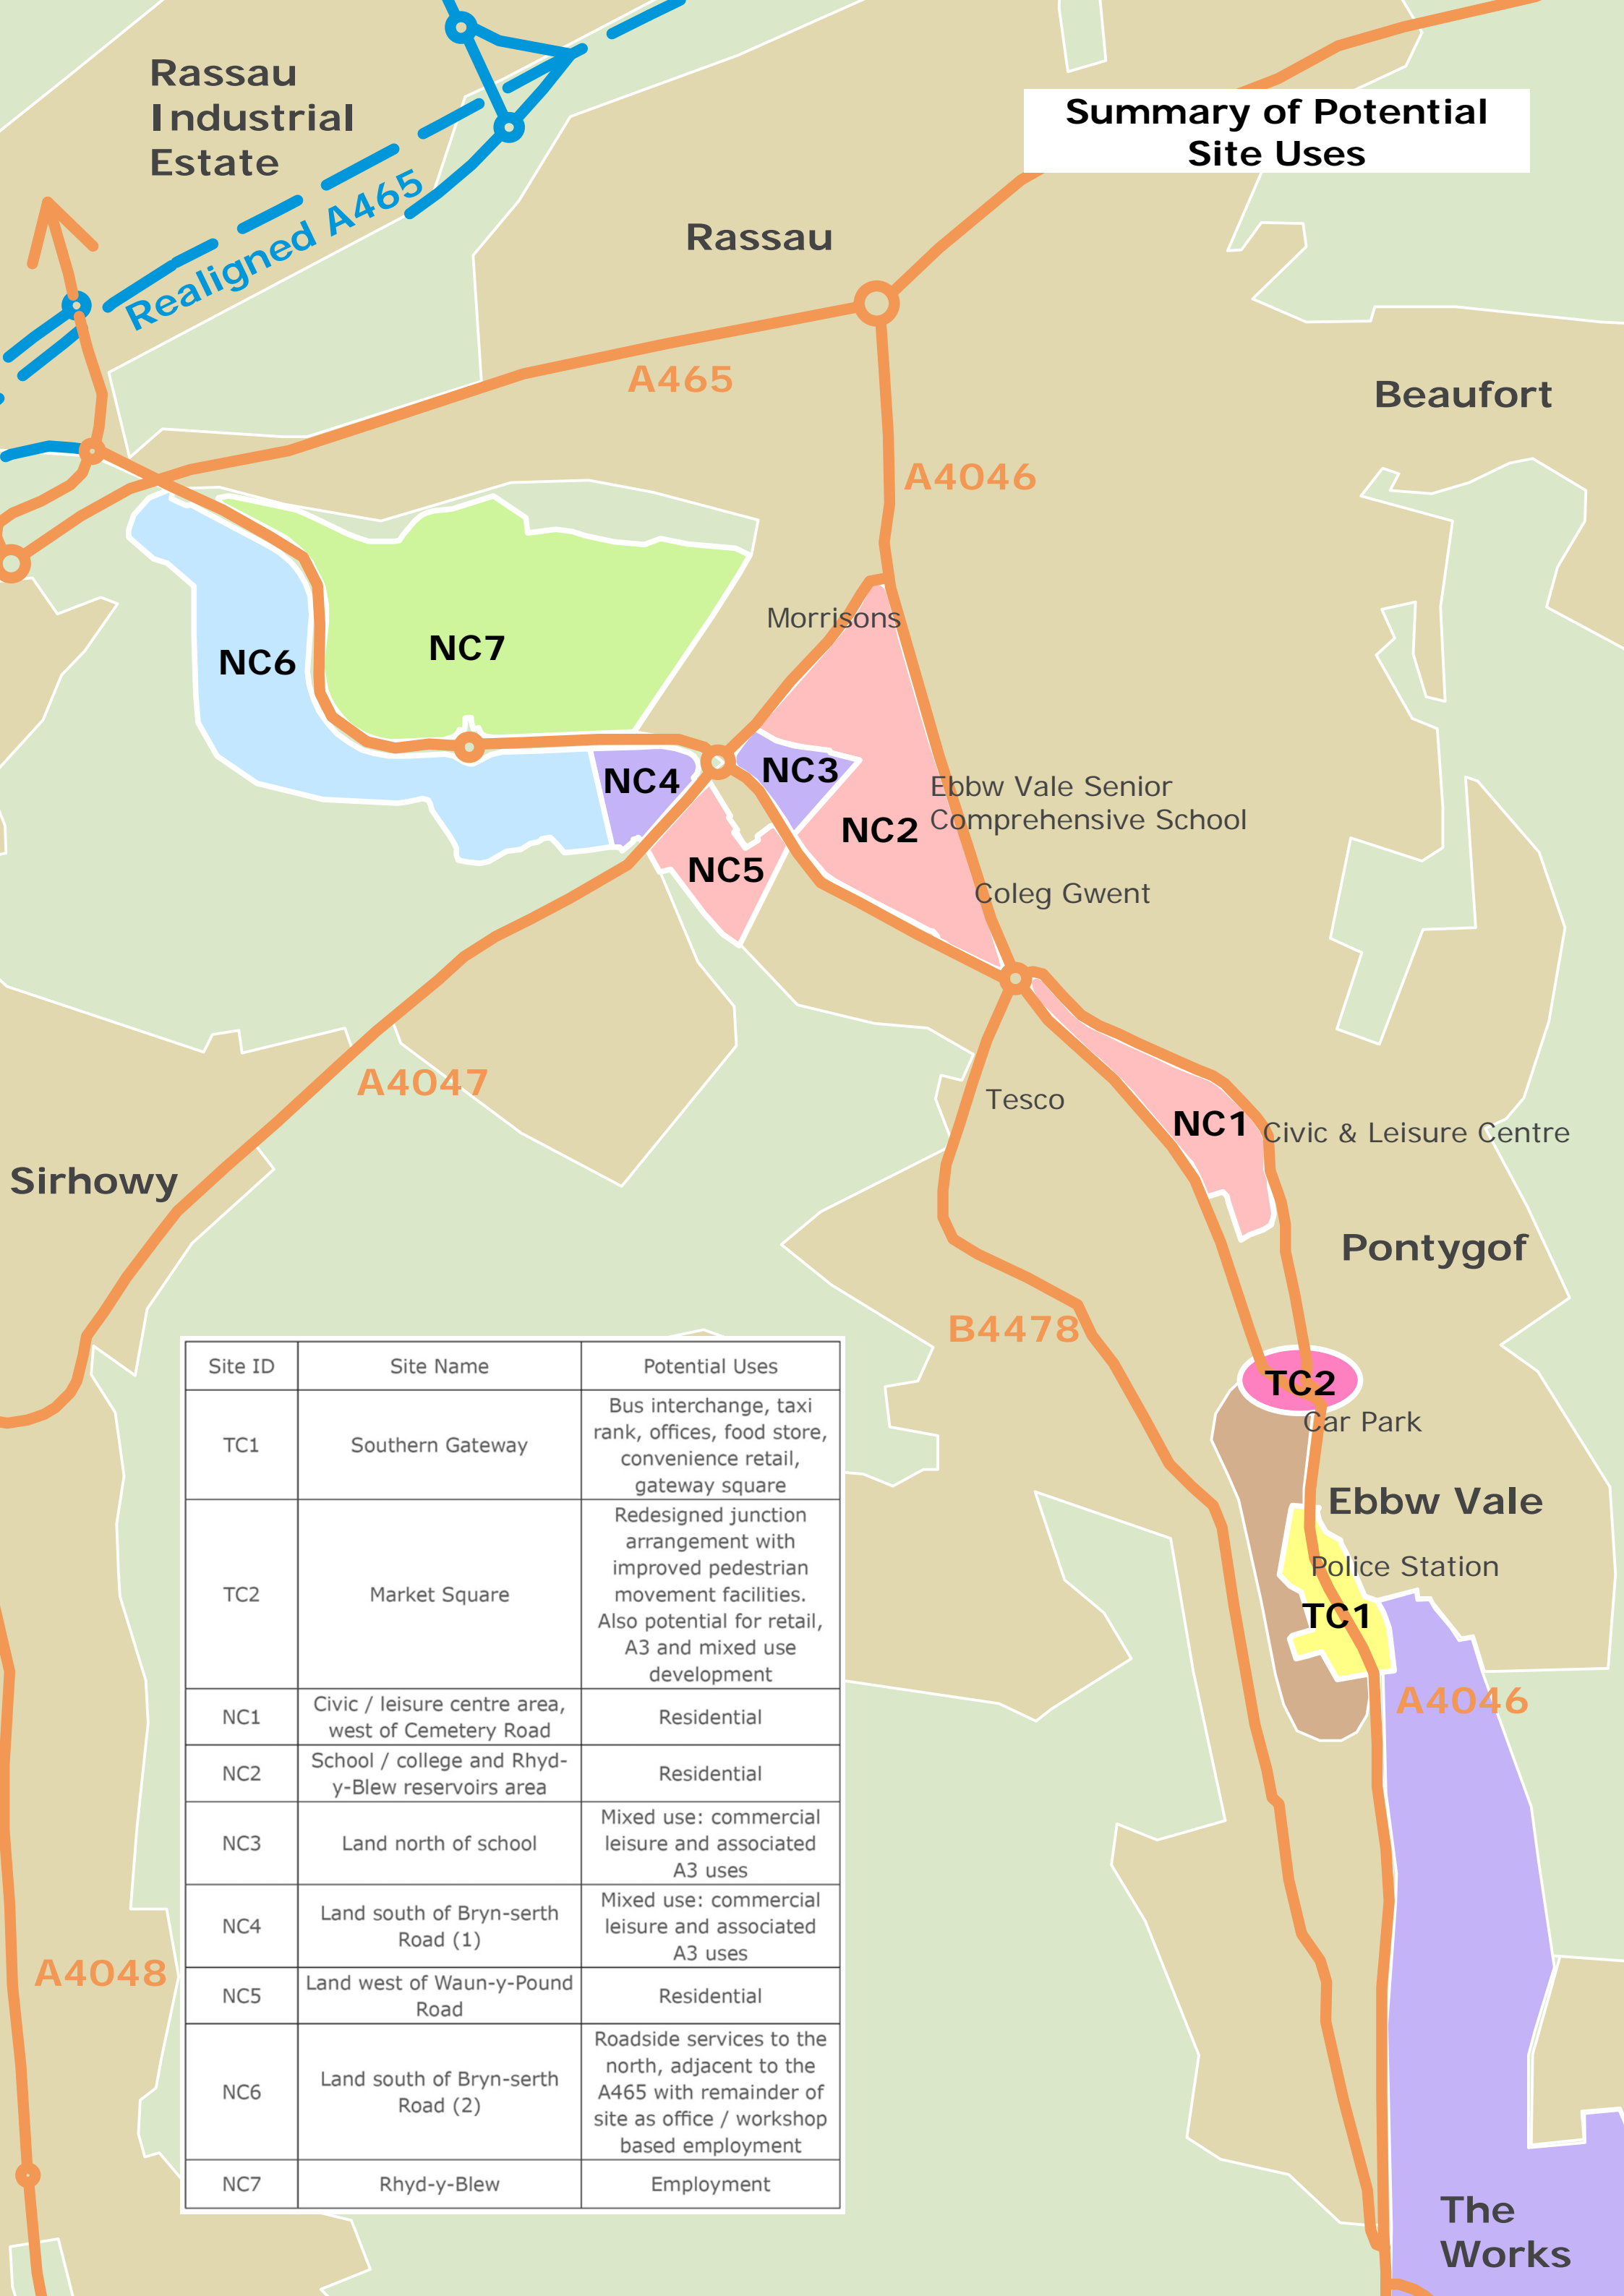 Rassau
Industrial
Estate
Summary of Potential
Site Uses
Realigned A465
Rassau
A465
Beaufort
A4046
Morrisons
NC6
NC7
NC4
NC3
Ebbw Vale Senior
Comprehensive School
NC2
NC5
Coleg Gwent
A4047
Tesco
NC1
Civic & Leisure Centre
Sirhowy
Pontygof
B4478
TC2
Car Park
Ebbw Vale
Police Station
TC1
A4046
A4048
The
Works
Site ID
Site Name
Potential Uses
TC1
Southern Gateway
Bus interchange, taxi
rank, offices, food store,
convenience retail,
gateway square
TC2
Market Square
Redesigned junction
arrangement with
improved pedestrian
movement facilities.
Also potential for retail,
A3 and mixed use
development
NC1
Civic / leisure centre area,
west of Cemetery Road
Residential
NC2
School / college and Rhyd-
y-Blew reservoirs area
Residential
NC3
Land north of school
Mixed use: commercial
leisure and associated
A3 uses
NC4
Land south of Bryn-serth
Road (1)
Mixed use: commercial
leisure and associated
A3 uses
NC5
Land west of Waun-y-Pound
Road
Residential
NC6
Land south of Bryn-serth
Road (2)
Roadside services to the
north, adjacent to the
A465 with remainder of
site as office / workshop
based employment
NC7
Rhyd-y-Blew
Employment